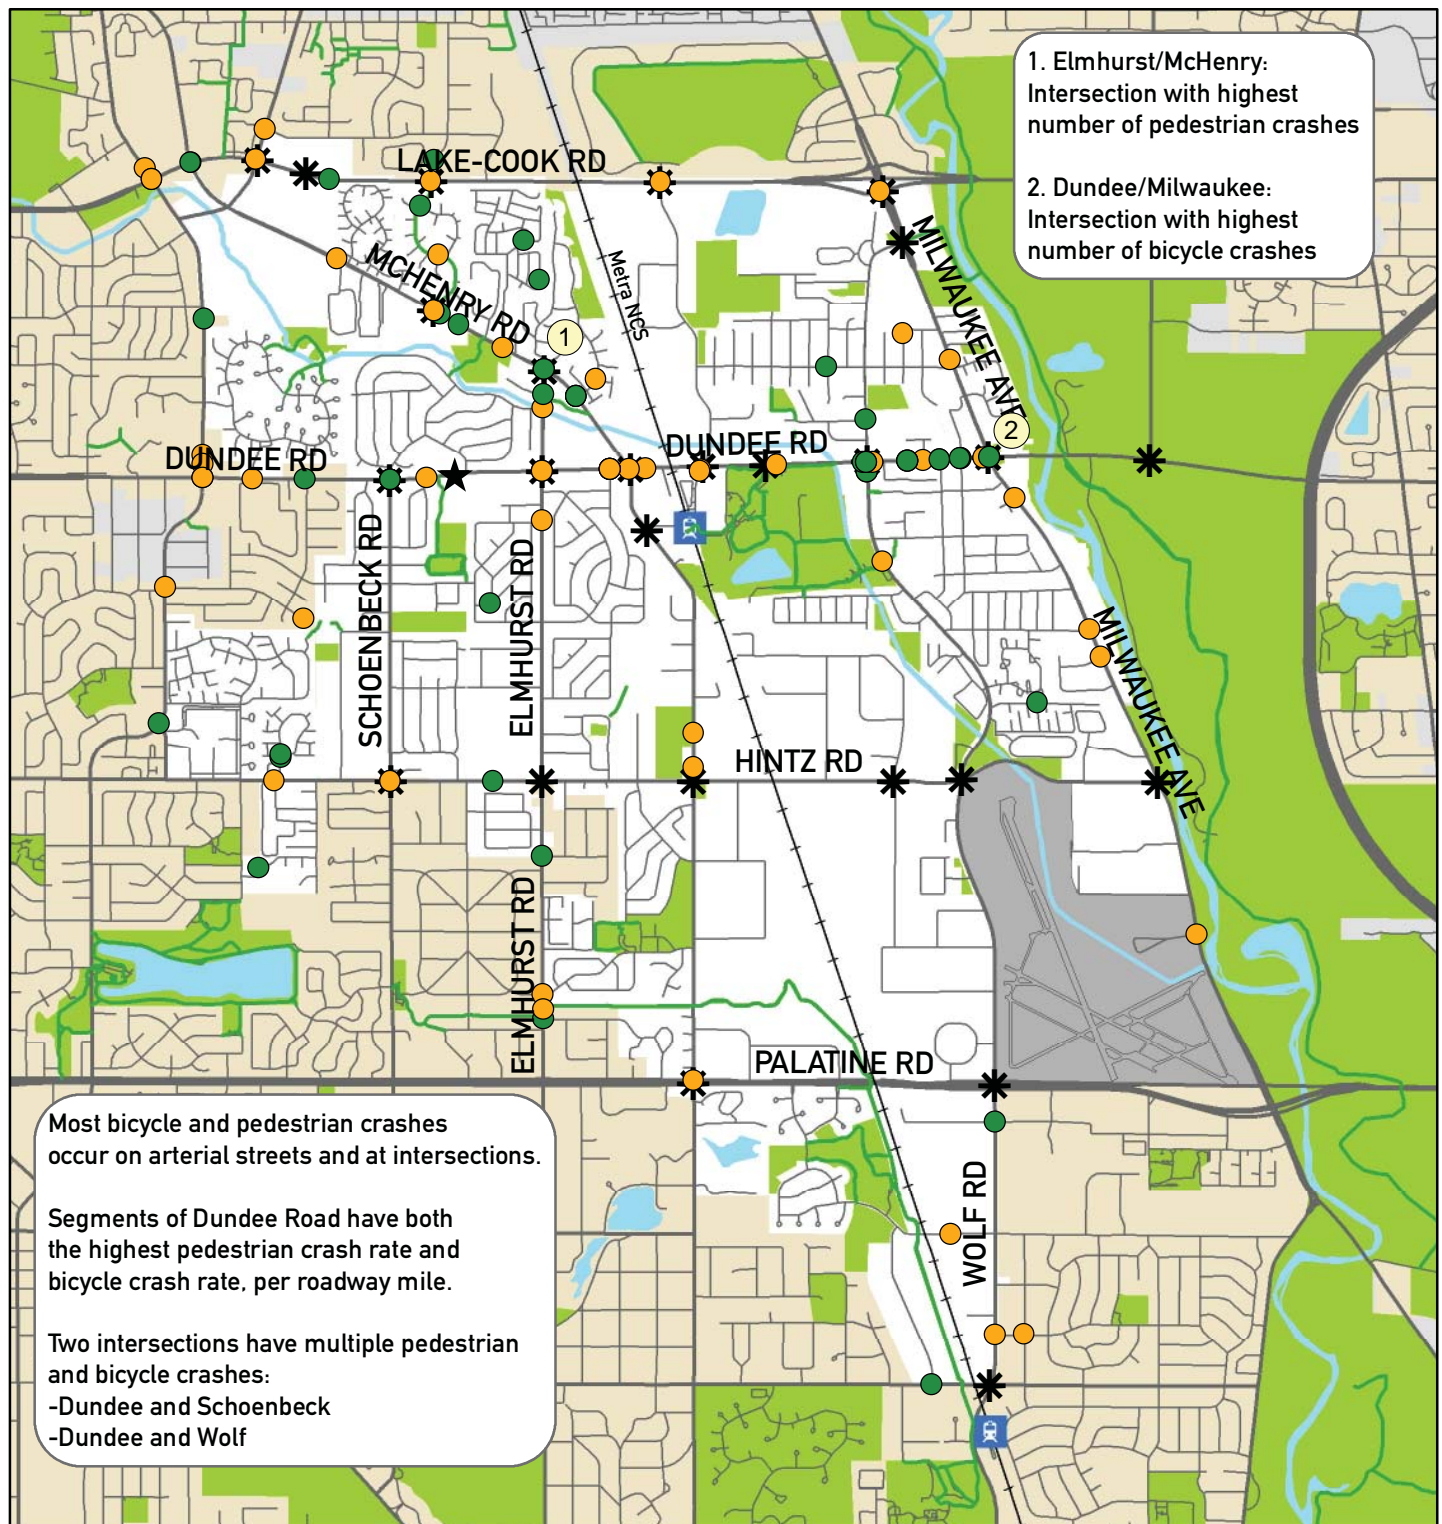 1. Elmhurst/McHenry:
Intersection with highest
number of pedestrian crashes
2. Dundee/Milwaukee:
Intersection with highest
number of bicycle crashes
LAKE-COOK RD
MCHENRY RD
Metra NCS
MILWAUKEE AVE
1
2
DUNDEE RD
DUNDEE RD
SCHOENBECK RD
ELMHURST RD
MILWAUKEE AVE
HINTZ RD
ELMHURST RD
PALATINE RD
WOLF RD
Most bicycle and pedestrian crashes
occur on arterial streets and at intersections.
Segments of Dundee Road have both
the highest pedestrian crash rate and
bicycle crash rate, per roadway mile.
Two intersections have multiple pedestrian
and bicycle crashes:
-Dundee and Schoenbeck
-Dundee and Wolf